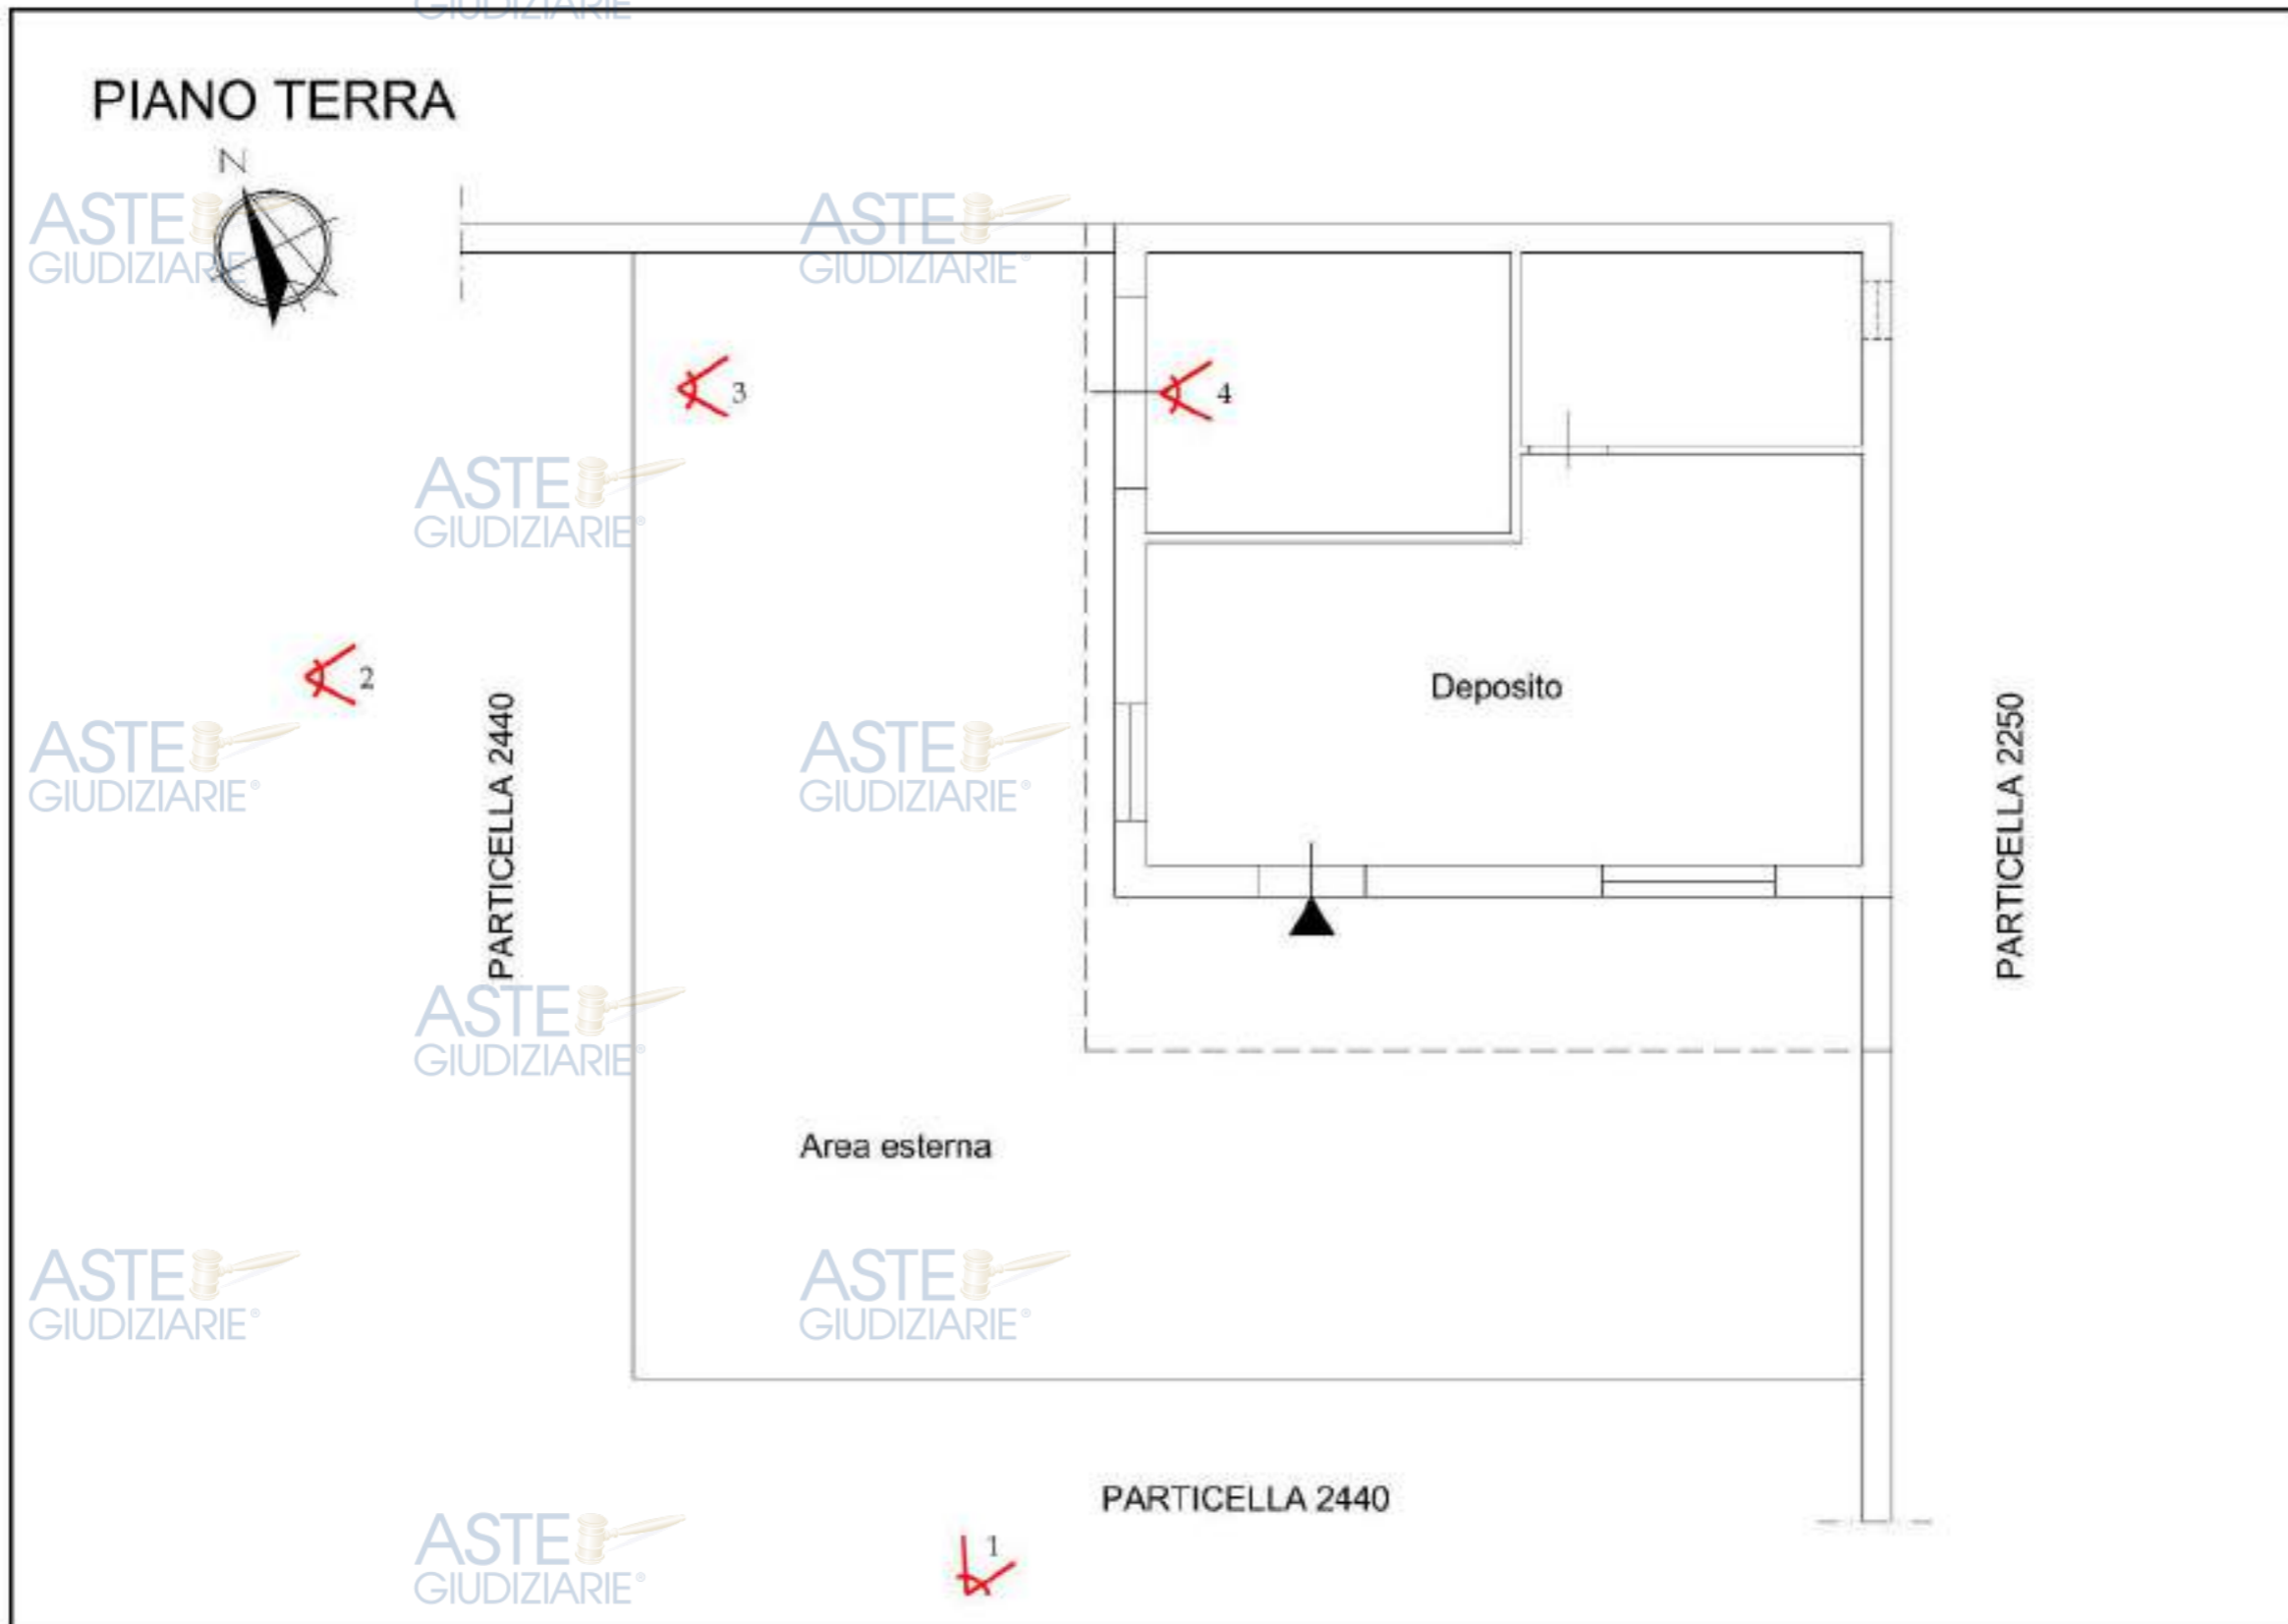 GIUDIZIARIE
PIANO TERRA
N
ASTE
GIUDIZIARIE
ASTE
GIUDIZIARIE®
3
4
ASTE
GIUDIZIARIE®
2
Deposito
PARTICELLA 2440
PARTICELLA 2250
ASTE
GIUDIZIARIE®
ASTE
GIUDIZIARIE®
ASTE
GIUDIZIARIE®
Area esterna
ASTE
GIUDIZIARIE®
ASTE
GIUDIZIARIE®
PARTICELLA 2440
1
ASTE
GIUDIZIARIE®